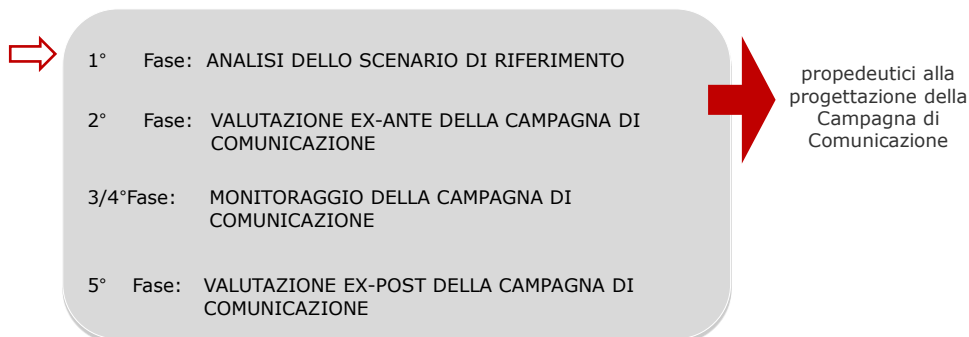 1° Fase: ANALISI DELLO SCENARIO DI RIFERIMENTO
2° Fase: VALUTAZIONE EX-ANTE DELLA CAMPAGNA DI
COMUNICAZIONE
3/4°Fase: MONITORAGGIO DELLA CAMPAGNA DI
COMUNICAZIONE
5° Fase: VALUTAZIONE EX-POST DELLA CAMPAGNA DI
COMUNICAZIONE
propedeutici alla
progettazione della
Campagna di
Comunicazione